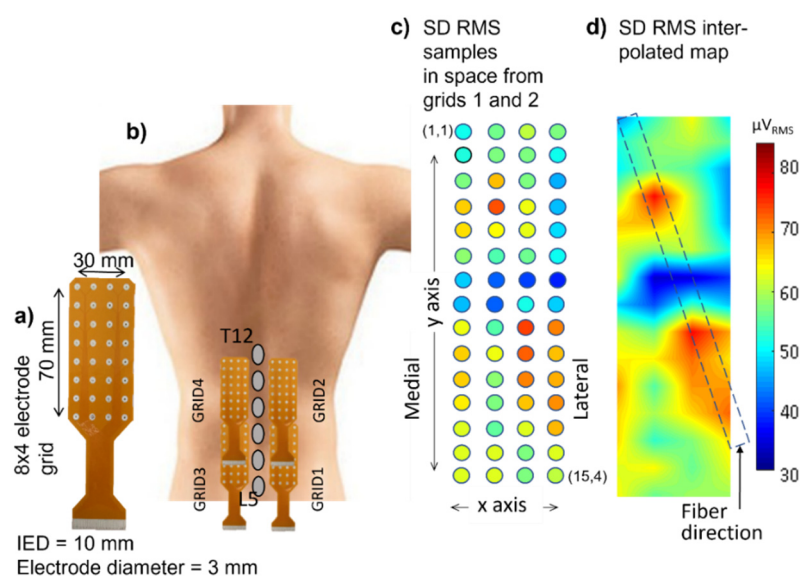 c) SD RMS
samples
in space from
grids 1 and 2
d) SD RMS inter-
polated map
b)
(1,1)
µVRMS
80
70
60
50
40
30
30 mm
a)
70 mm
8x4 electrode
grid
T12
GRID4
GRID2
GRID3
GRID1
L5
y axis
Medial
Lateral
(15,4)
x axis
Fiber
direction
IED = 10 mm
Electrode diameter = 3 mm